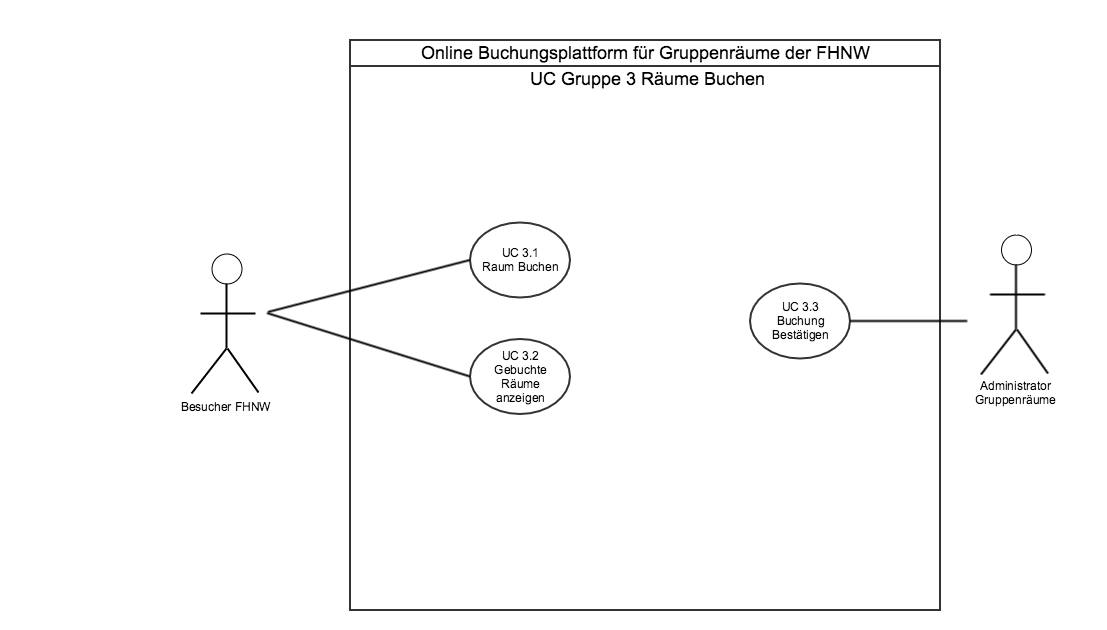 Online Buchungsplattform für Gruppenräume der FHNW
UC Gruppe 3 Räume Buchen
UC 3.1
Raum Buchen
UC 3.2
Gebuchte
Räume
anzeigen
UC 3.3
Buchung
Bestätigen
Besucher FHNW
Administrator
Gruppenräume